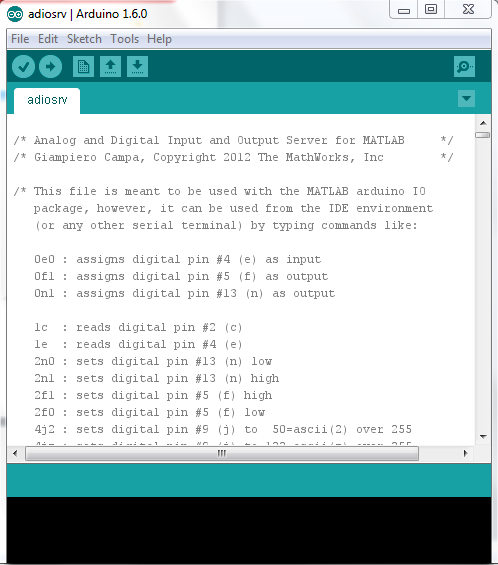 adiosrv | Arduino 1.6.0
File Edit Sketch Tools Help
adiosrv
/* Analog and Digital Input and Output Server for MATLAB */
/* Giampiero Campa, Copyright 2012 The MathWorks, Inc */
/* This file is meant to be used with the MATLAB arduino IO
package, however, it can be used from the IDE environment
(or any other serial terminal) by typing commands like:
0e0 : assigns digital pin #4 (e) as input
0f1 : assigns digital pin #5 (f) as output
0n1 : assigns digital pin #13 (n) as output
1c : reads digital pin #2 (c)
1e : reads digital pin #4 (e)
2n0 : sets digital pin #13 (n) low
2n1 : sets digital pin #13 (n) high
2f1 : sets digital pin #5 (f) high
2f0 : sets digital pin #5 (f) low
4j2 : sets digital pin #9 (j) to 50=ascii(2) over 255